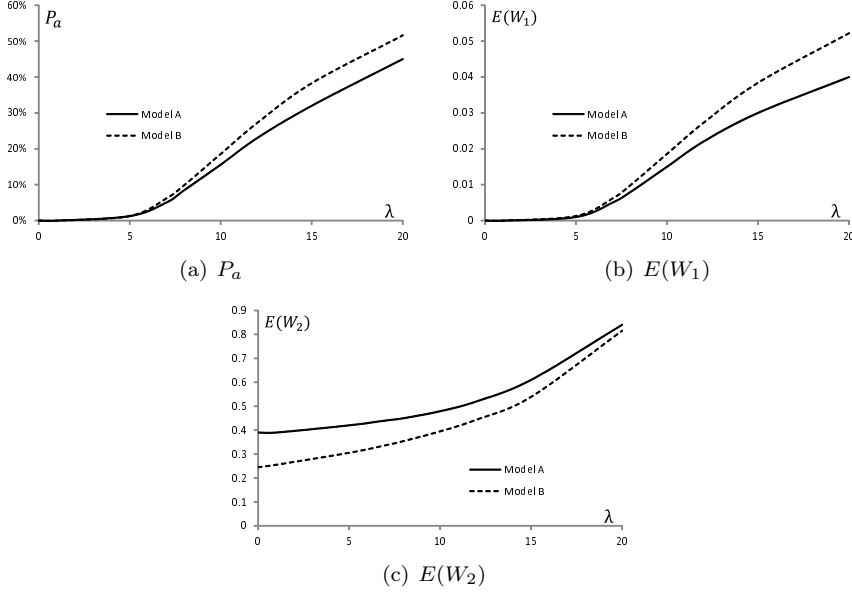 60%
50%
40%
30%
20%
10%
0%
P_a
Model A
Model B
λ
0 5 10 15 20
(a) P_a
0.06
0.05
0.04
0.03
0.02
0.01
0
E(W_1)
Model A
Model B
λ
0 5 10 15 20
(b) E(W_1)
0.9
0.8
0.7
0.6
0.5
0.4
0.3
0.2
0.1
0
E(W_2)
Model A
Model B
λ
0 5 10 15 20
(c) E(W_2)